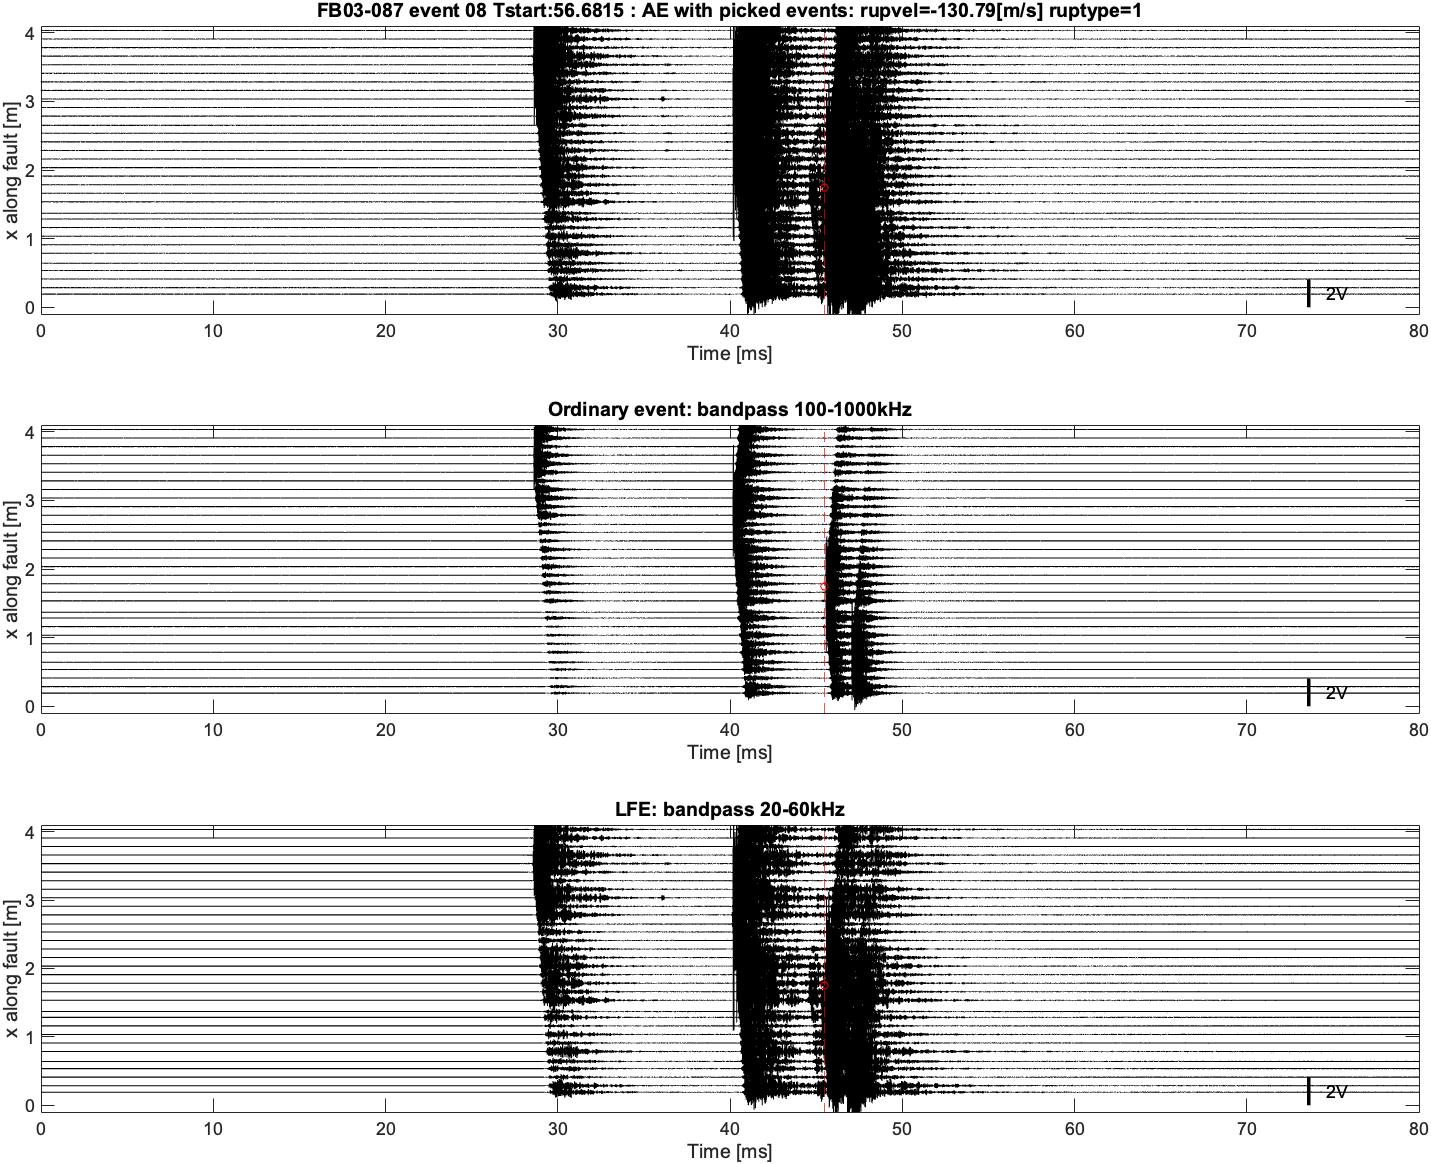 FB03-087 event 08 Tstart:56.6815 : AE with picked events: rupvel=-130.79[m/s] ruptype=1
x along fault [m]
4
3
2
1
0
2V
0 10 20 30 40 50 60 70 80
Time [ms]
Ordinary event: bandpass 100-1000kHz
x along fault [m]
4
3
2
1
0
2V
0 10 20 30 40 50 60 70 80
Time [ms]
LFE: bandpass 20-60kHz
x along fault [m]
4
3
2
1
0
2V
0 10 20 30 40 50 60 70 80
Time [ms]